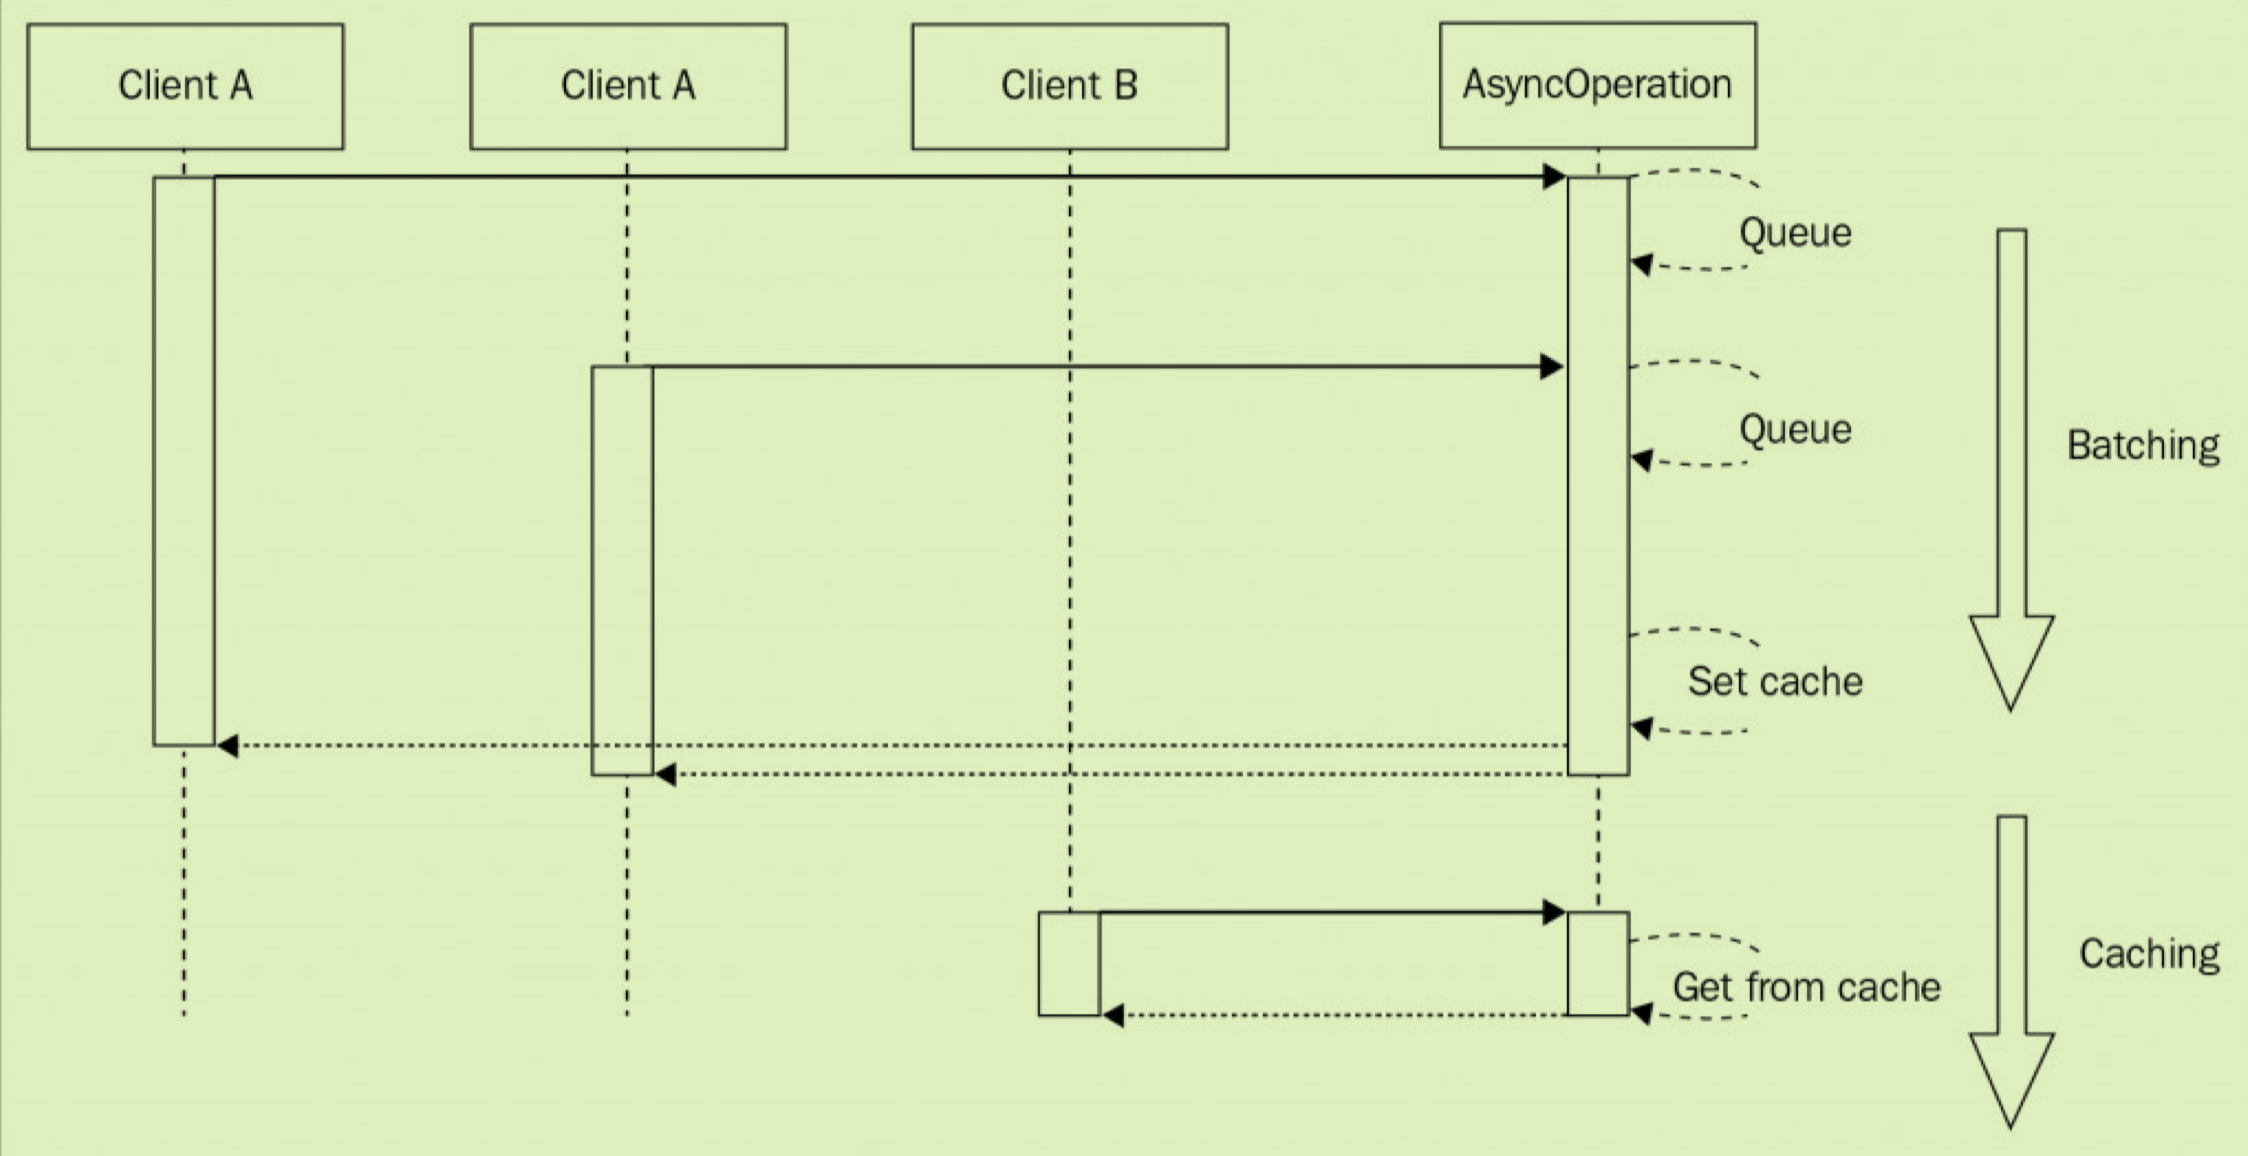 Client A
Client A
Client B
AsyncOperation
Queue
Queue
Batching
Set cache
Caching
Get from cache